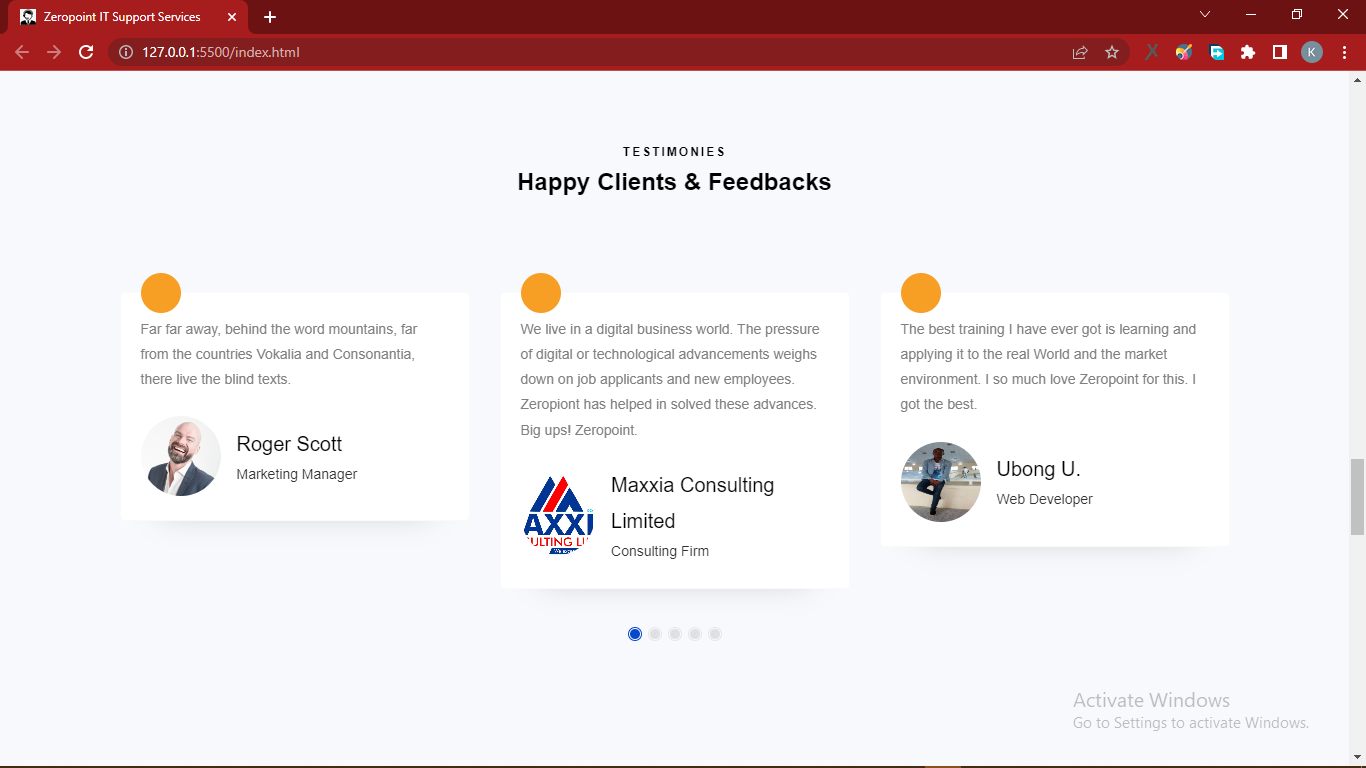 Zeropoint IT Support Services
127.0.0.1:5500/index.html
K
TESTIMONIES
Happy Clients & Feedbacks
Far far away, behind the word mountains, far
from the countries Vokalia and Consonantia,
there live the blind texts.
Roger Scott
Marketing Manager
We live in a digital business world. The pressure
of digital or technological advancements weighs
down on job applicants and new employees.
Zeropiont has helped in solved these advances.
Big ups! Zeropoint.
AXXI
ULTING LI
Maxxia Consulting
Limited
Consulting Firm
The best training I have ever got is learning and
applying it to the real World and the market
environment. I so much love Zeropoint for this. I
got the best.
Ubong U.
Web Developer
Activate Windows
Go to Settings to activate Windows.